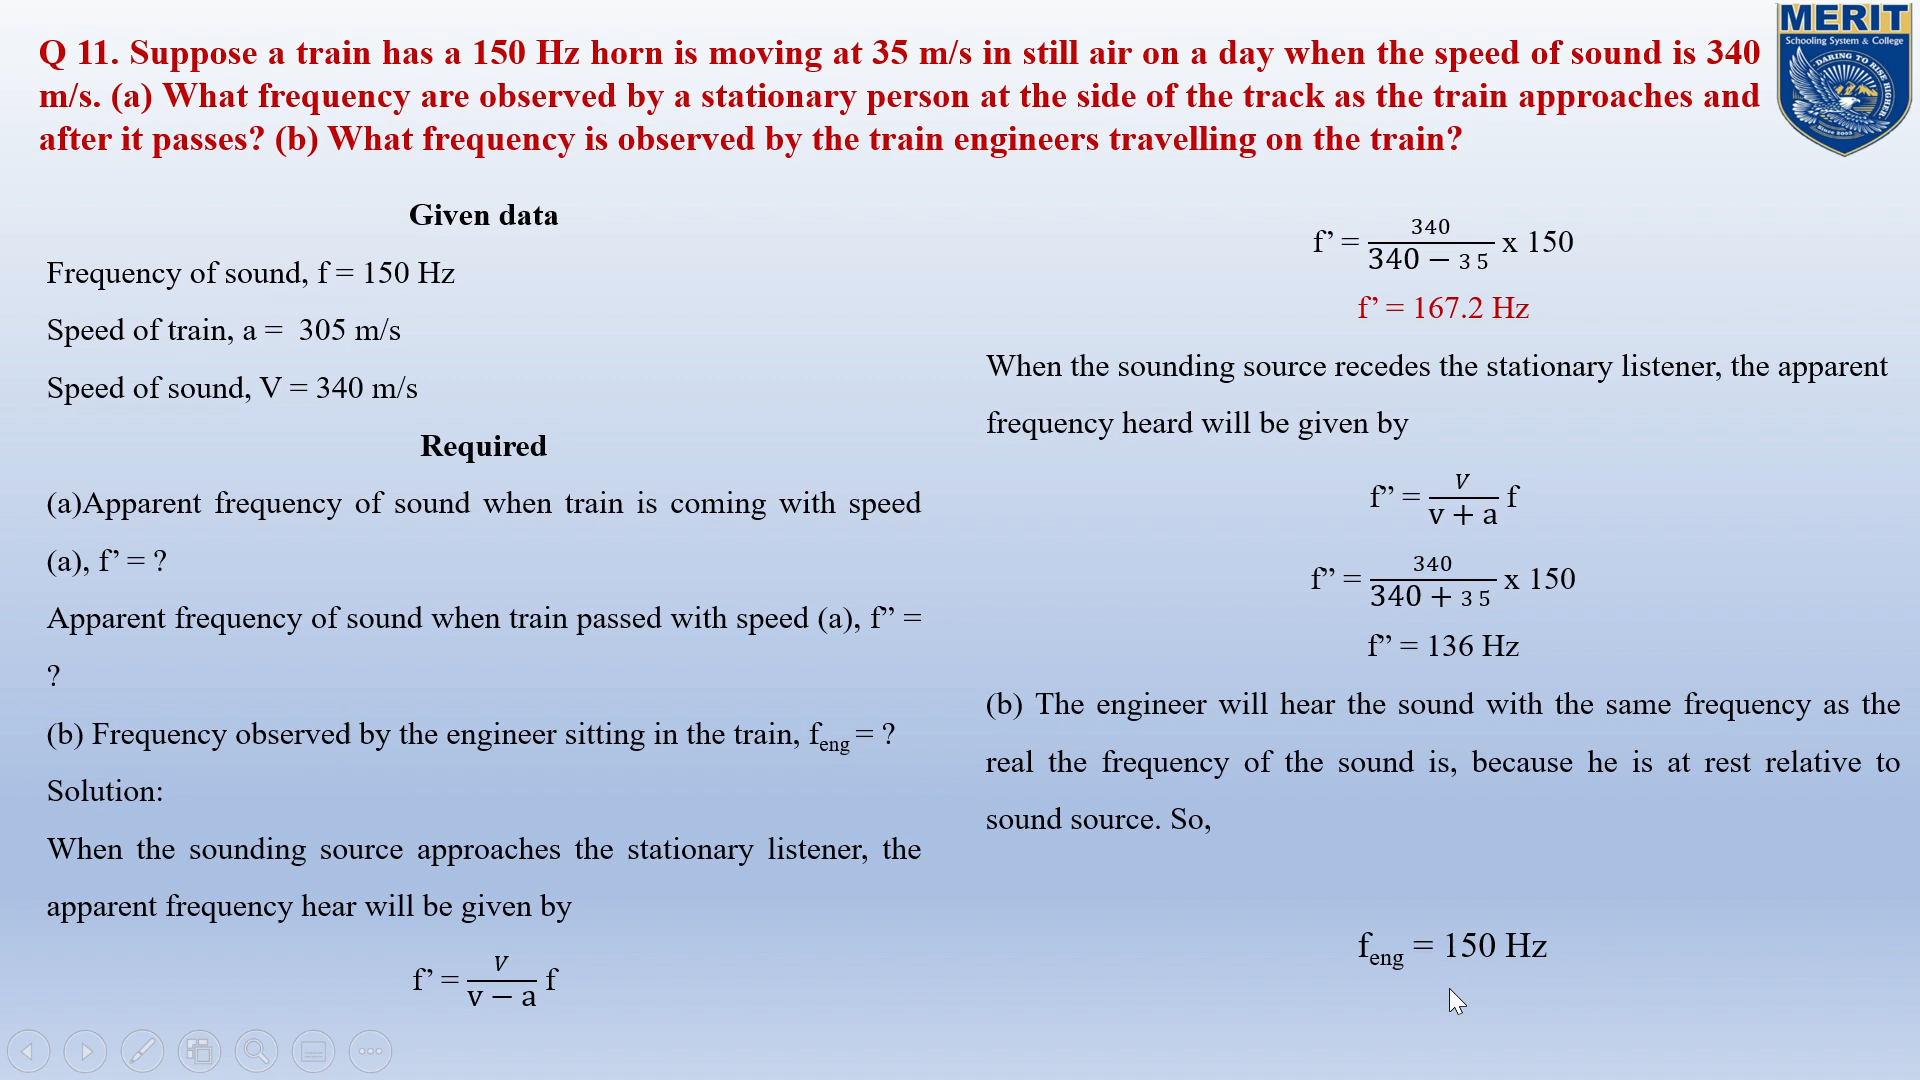 Q 11. Suppose a train has a 150 Hz horn is moving at 35 m/s in still air on a day when the speed of sound is 340
m/s. (a) What frequency are observed by a stationary person at the side of the track as the train approaches and
after it passes? (b) What frequency is observed by the train engineers travelling on the train?
MERIT
Schooling System & College
DARING TO RISE HIGHER
Since 2003
Given data
Frequency of sound, f = 150 Hz
Speed of train, a = 305 m/s
Speed of sound, V = 340 m/s
Required
(a)Apparent frequency of sound when train is coming with speed
(a), f’ = ?
Apparent frequency of sound when train passed with speed (a), f” =
?
(b) Frequency observed by the engineer sitting in the train, feng = ?
Solution:
When the sounding source approaches the stationary listener, the
apparent frequency hear will be given by
f’ = V / (v − a) f
f’ = 340 / (340 − 35) x 150
f’ = 167.2 Hz
When the sounding source recedes the stationary listener, the apparent
frequency heard will be given by
f” = V / (v + a) f
f” = 340 / (340 + 35) x 150
f” = 136 Hz
(b) The engineer will hear the sound with the same frequency as the
real the frequency of the sound is, because he is at rest relative to
sound source. So,
feng = 150 Hz